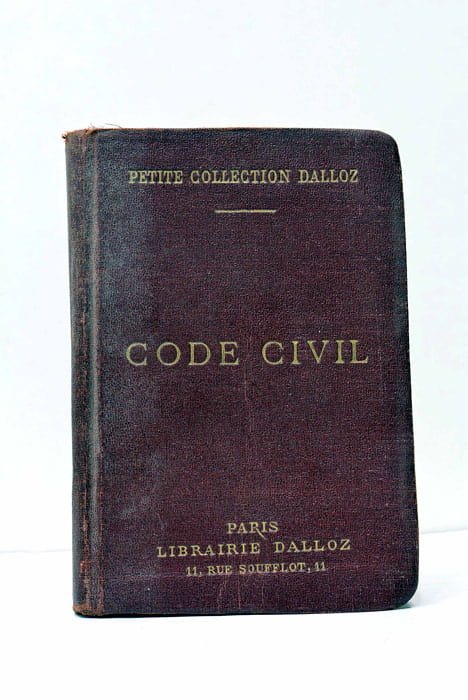 PETITE COLLECTION DALLOZ
CODE CIVIL
PARIS
LIBRAIRIE DALLOZ
11, RUE SOUFFLOT, 11